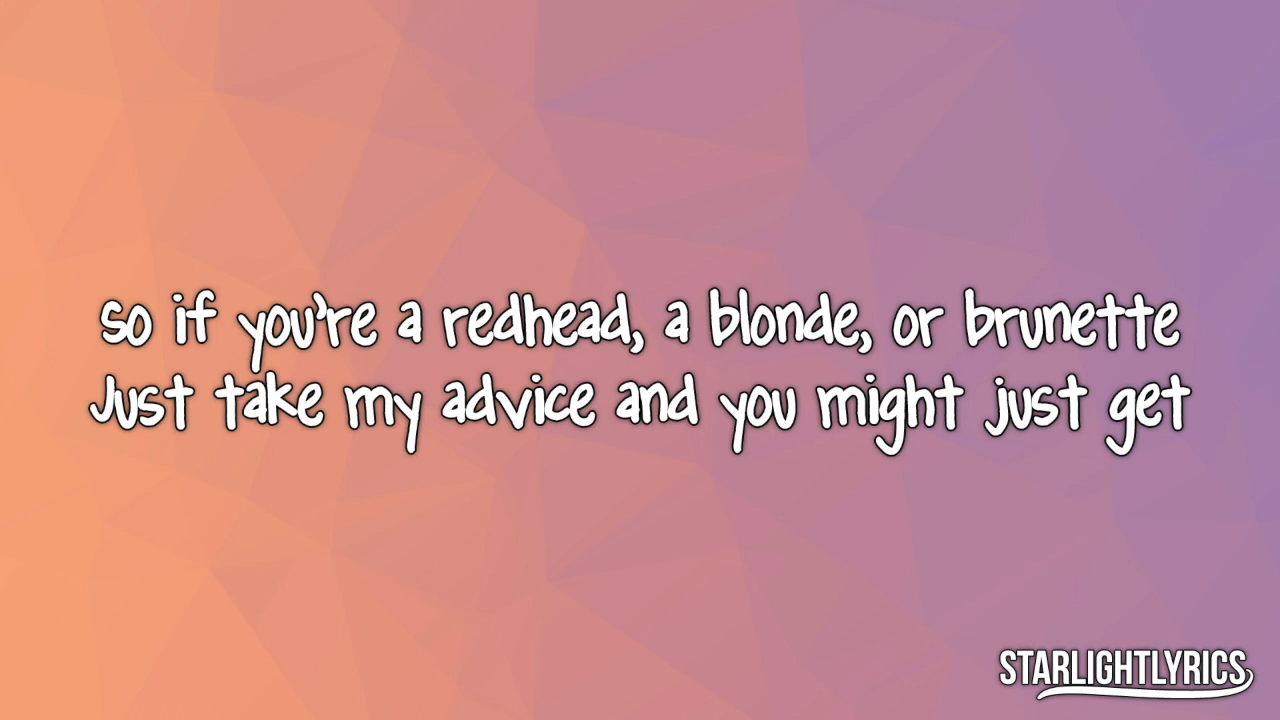 So if you're a redhead, a blonde, or brunette
Just take my advice and you might just get
STARLIGHTLYRICS